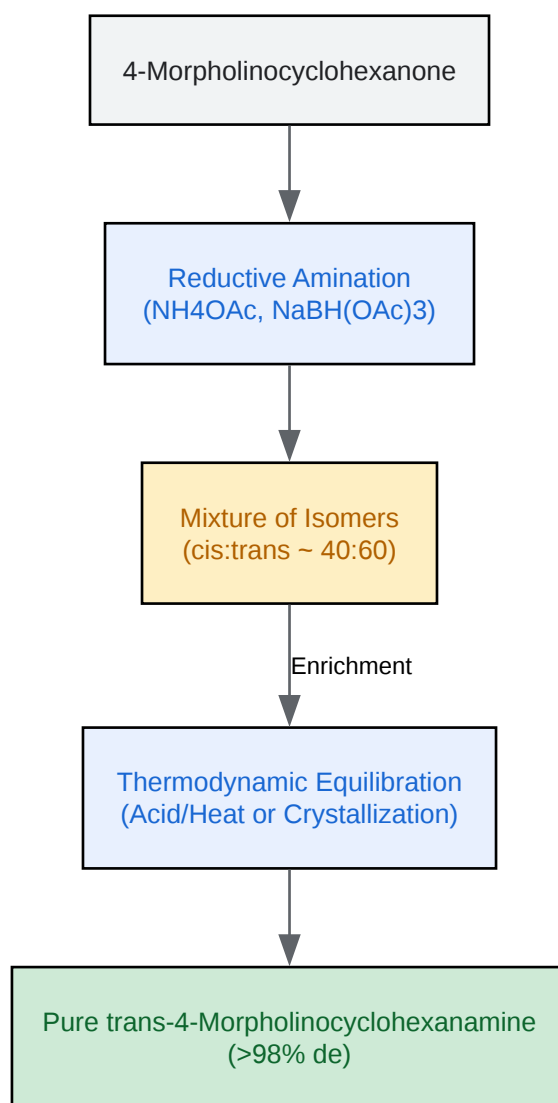 4-Morpholinocyclohexanone
Reductive Amination
(NH4OAc, NaBH(OAc)3)
Mixture of Isomers
(cis:trans ~ 40:60)
Enrichment
Thermodynamic Equilibration
(Acid/Heat or Crystallization)
Pure trans-4-Morpholinocyclohexanamine
(>98% de)